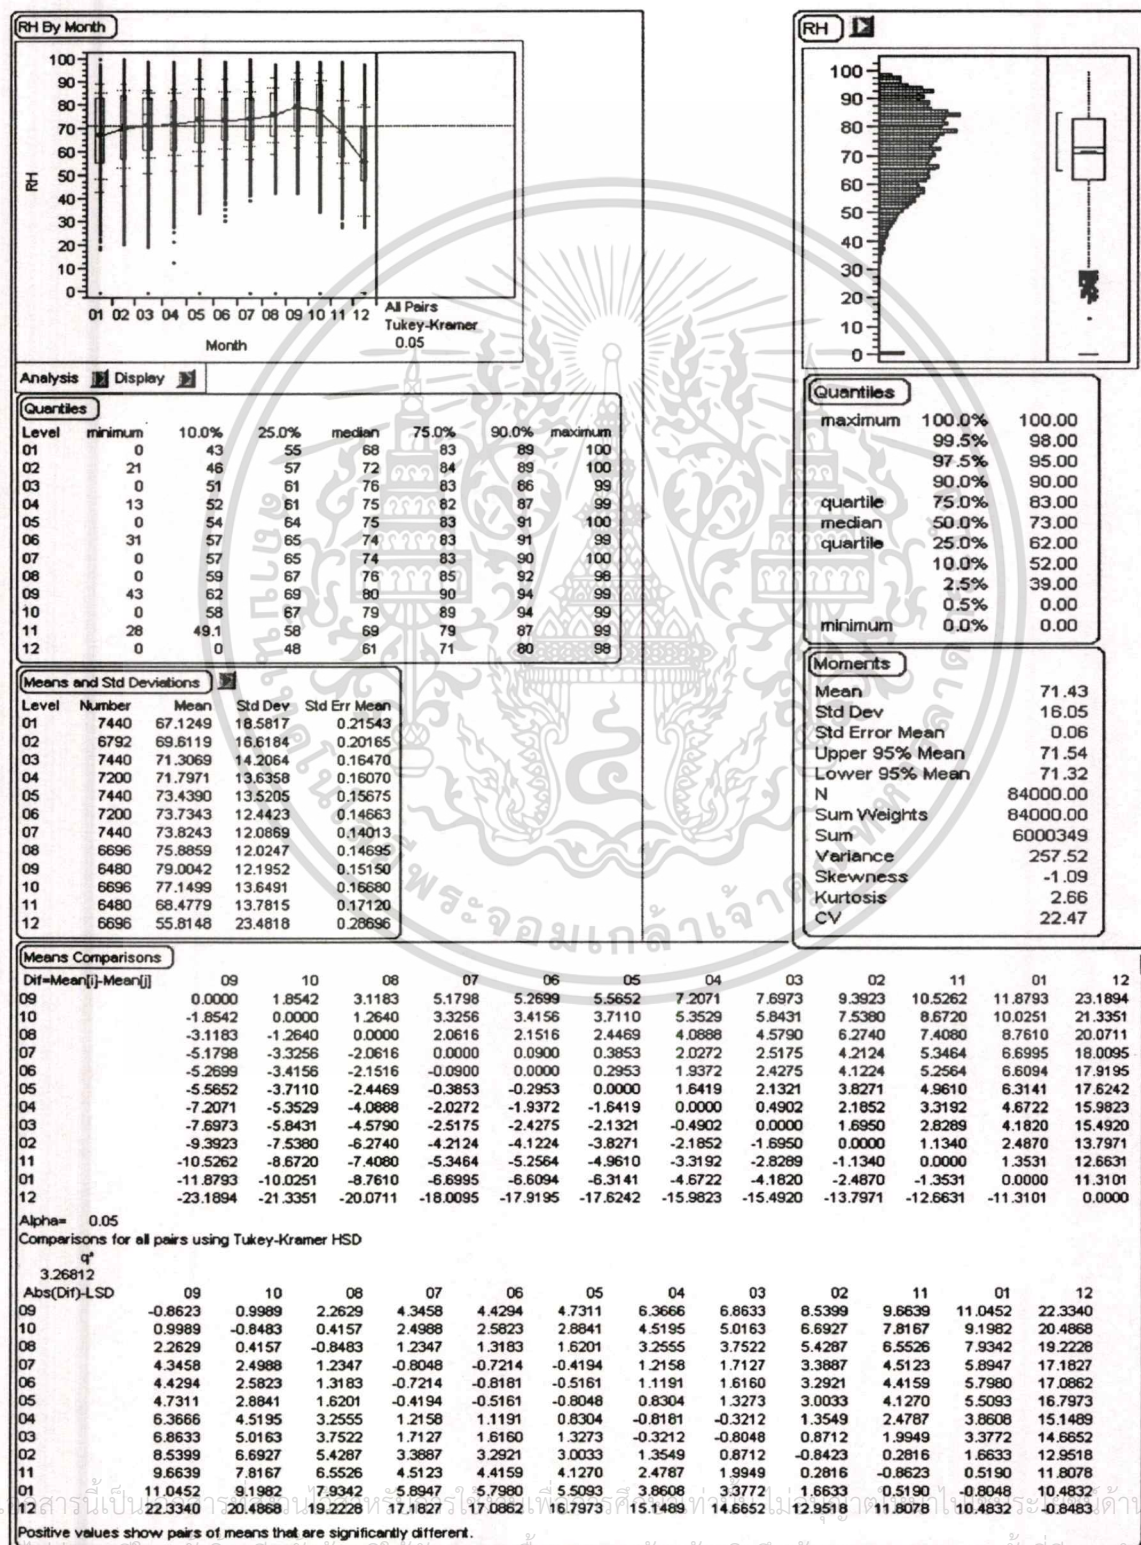 RH By Month
100
90
80
70
60
50
40
30
20
10
0
RH
01 02 03 04 05 06 07 08 09 10 11 12
Month
All Pairs
Tukey-Kramer
0.05
Analysis Display
Quantiles
Level minimum 10.0% 25.0% median 75.0% 90.0% maximum
01 0 43 55 68 83 89 100
02 21 46 57 72 84 89 100
03 0 51 61 76 83 86 99
04 13 52 61 75 82 87 99
05 0 54 64 75 83 91 100
06 31 57 65 74 83 91 99
07 0 57 65 74 83 90 100
08 0 59 67 76 85 92 98
09 43 62 69 80 90 94 99
10 0 58 67 79 89 94 99
11 28 49.1 58 69 79 87 99
12 0 0 48 61 71 80 98
Means and Std Deviations
Level Number Mean Std Dev Std Err Mean
01 7440 67.1249 18.5817 0.21543
02 6792 69.6119 16.6184 0.20165
03 7440 71.3069 14.2064 0.16470
04 7200 71.7971 13.6358 0.16070
05 7440 73.4390 13.5205 0.15675
06 7200 73.7343 12.4423 0.14663
07 7440 73.8243 12.0869 0.14013
08 6696 75.8859 12.0247 0.14695
09 6480 79.0042 12.1952 0.15150
10 6696 77.1499 13.6491 0.16680
11 6480 68.4779 13.7815 0.17120
12 6696 55.8148 23.4818 0.28696
RH
100
90
80
70
60
50
40
30
20
10
0
Quantiles
maximum 100.0% 100.00
99.5% 98.00
97.5% 95.00
90.0% 90.00
quartile 75.0% 83.00
median 50.0% 73.00
quartile 25.0% 62.00
10.0% 52.00
2.5% 39.00
0.5% 0.00
minimum 0.0% 0.00
Moments
Mean 71.43
Std Dev 16.05
Std Error Mean 0.06
Upper 95% Mean 71.54
Lower 95% Mean 71.32
N 84000.00
Sum Weights 84000.00
Sum 6000349
Variance 257.52
Skewness -1.09
Kurtosis 2.66
CV 22.47
Means Comparisons
Dif=Mean[i]-Mean[j] 09 10 08 07 06 05 04 03 02 11 01 12
09 0.0000 1.8542 3.1183 5.1798 5.2699 5.5652 7.2071 7.6973 9.3923 10.5262 11.8793 23.1894
10 -1.8542 0.0000 1.2640 3.3256 3.4156 3.7110 5.3529 5.8431 7.5380 8.6720 10.0251 21.3351
08 -3.1183 -1.2640 0.0000 2.0616 2.1516 2.4469 4.0888 4.5790 6.2740 7.4080 8.7610 20.0711
07 -5.1798 -3.3256 -2.0616 0.0000 0.0900 0.3853 2.0272 2.5175 4.2124 5.3464 6.6995 18.0095
06 -5.2699 -3.4156 -2.1516 -0.0900 0.0000 0.2953 1.9372 2.4275 4.1224 5.2564 6.6094 17.9195
05 -5.5652 -3.7110 -2.4469 -0.3853 -0.2953 0.0000 1.6419 2.1321 3.8271 4.9610 6.3141 17.6242
04 -7.2071 -5.3529 -4.0888 -2.0272 -1.9372 -1.6419 0.0000 0.4902 2.1852 3.3192 4.6722 15.9823
03 -7.6973 -5.8431 -4.5790 -2.5175 -2.4275 -2.1321 -0.4902 0.0000 1.6950 2.8289 4.1820 15.4920
02 -9.3923 -7.5380 -6.2740 -4.2124 -4.1224 -3.8271 -2.1852 -1.6950 0.0000 1.1340 2.4870 13.7971
11 -10.5262 -8.6720 -7.4080 -5.3464 -5.2564 -4.9610 -3.3192 -2.8289 -1.1340 0.0000 1.3531 12.6631
01 -11.8793 -10.0251 -8.7610 -6.6995 -6.6094 -6.3141 -4.6722 -4.1820 -2.4870 -1.3531 0.0000 11.3101
12 -23.1894 -21.3351 -20.0711 -18.0095 -17.9195 -17.6242 -15.9823 -15.4920 -13.7971 -12.6631 -11.3101 0.0000
Alpha= 0.05
Comparisons for all pairs using Tukey-Kramer HSD
q*
3.26812
Abs(Dif)-LSD 09 10 08 07 06 05 04 03 02 11 01 12
09 -0.8623 0.9989 2.2629 4.3458 4.4294 4.7311 6.3666 6.8633 8.5399 9.6639 11.0452 22.3340
10 0.9989 -0.8483 0.4157 2.4988 2.5823 2.8841 4.5195 5.0163 6.6927 7.8167 9.1982 20.4868
08 2.2629 0.4157 -0.8483 1.2347 1.3183 1.6201 3.2555 3.7522 5.4287 6.5526 7.9342 19.2228
07 4.3458 2.4988 1.2347 -0.8048 -0.7214 -0.4194 1.2158 1.7127 3.3887 4.5123 5.8947 17.1827
06 4.4294 2.5823 1.3183 -0.7214 -0.8181 -0.5161 1.1191 1.6160 3.2921 4.4159 5.7980 17.0862
05 4.7311 2.8841 1.6201 -0.4194 -0.5161 -0.8048 0.8304 1.3273 3.0033 4.1270 5.5093 16.7973
04 6.3666 4.5195 3.2555 1.2158 1.1191 0.8304 -0.8181 -0.3212 1.3549 2.4787 3.8608 15.1489
03 6.8633 5.0163 3.7522 1.7127 1.6160 1.3273 -0.3212 -0.8048 0.8712 1.9949 3.3772 14.6652
02 8.5399 6.6927 5.4287 3.3887 3.2921 3.0033 1.3549 0.8712 -0.8423 0.2816 1.6633 12.9518
11 9.6639 7.8167 6.5526 4.5123 4.4159 4.1270 2.4787 1.9949 0.2816 -0.8623 0.5190 11.8078
01 11.0452 9.1982 7.9342 5.8947 5.7980 5.5093 3.8608 3.3772 1.6633 0.5190 -0.8048 10.4832
12 22.3340 20.4868 19.2228 17.1827 17.0862 16.7973 15.1489 14.6652 12.9518 11.8078 10.4832 -0.8483
Positive values show pairs of means that are significantly different.